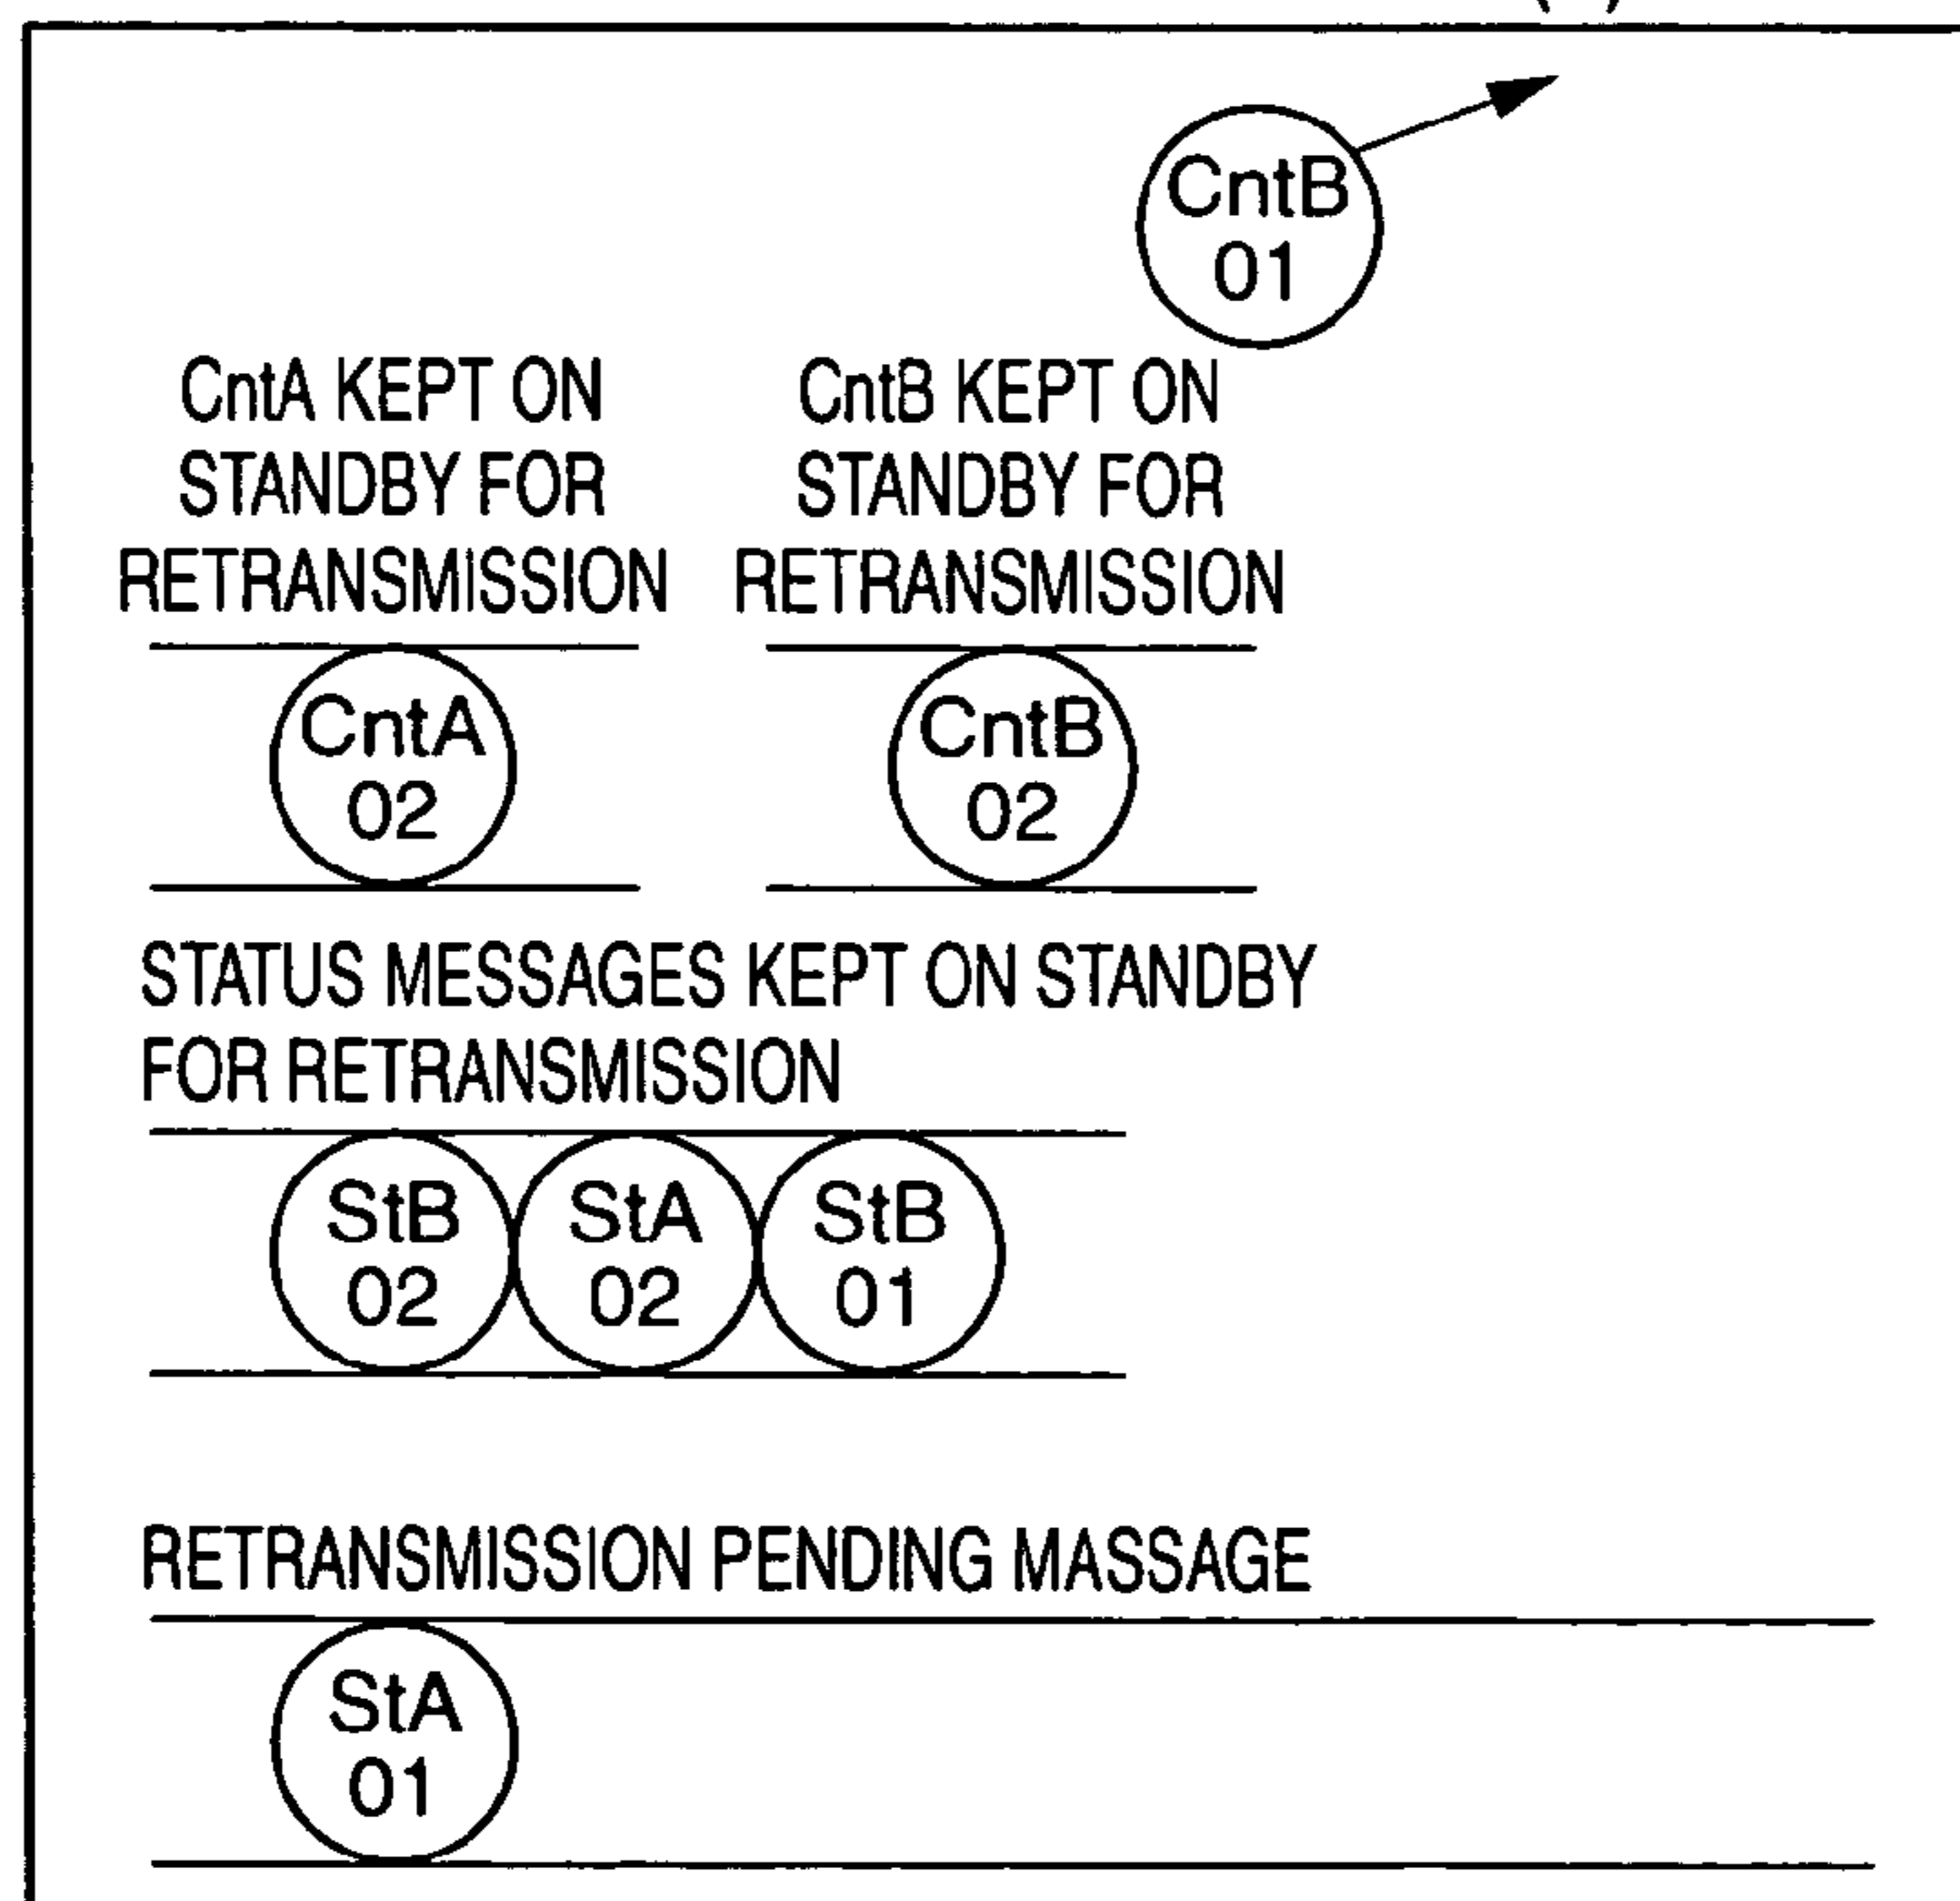 CntB
01
CntA KEPT ON
STANDBY FOR
RETRANSMISSION
CntB KEPT ON
STANDBY FOR
RETRANSMISSION
CntA
02
CntB
02
STATUS MESSAGES KEPT ON STANDBY
FOR RETRANSMISSION
StB
02
StA
02
StB
01
RETRANSMISSION PENDING MASSAGE
StA
01